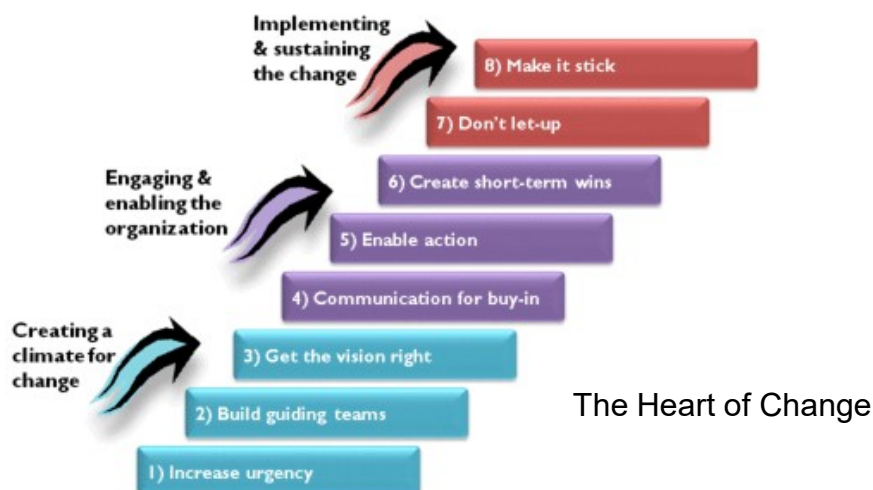 Implementing
& sustaining
the change
8) Make it stick
7) Don't let-up
Engaging &
enabling the
organization
6) Create short-term wins
5) Enable action
4) Communication for buy-in
Creating a
climate for
change
3) Get the vision right
2) Build guiding teams
1) Increase urgency
The Heart of Change